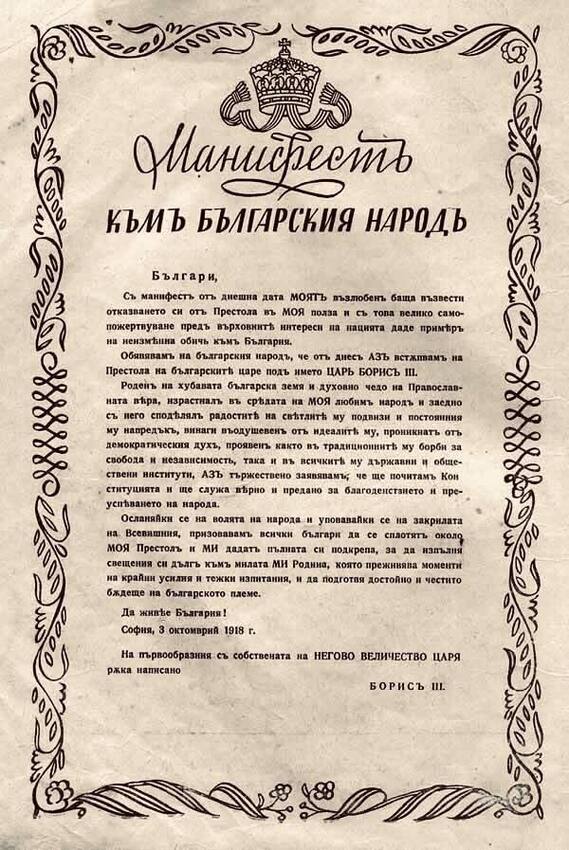 Манифестъ
КЪМЪ БЪЛГАРСКИЯ НАРОДЪ
Българи,
Съ манифестъ отъ днешна дата МОЯТЪ възлюбенъ баща възвести
отказването си от Престола въ МОЯ полза и съ това велико само-
пожертвуване предъ върховнитѣ интереси на нацията даде примѣръ
на неизмѣнна обичь къмъ България.
Обявявамъ на българския народъ, че отъ днесъ АЗЪ встѫпвамъ на
Престола на българскитѣ царе подъ името ЦАРЬ БОРИСЪ III.
Роденъ на хубавата българска земя и духовно чедо на Православ-
ната вѣра, израстналъ въ срѣдата на МОЯ любимъ народъ и заедно
съ него сподѣлялъ радоститѣ на свѣтлитѣ му подвизи и постояния
му напредъкъ, винаги въодушевенъ отъ идеалитѣ му, проникнатъ отъ
демократическия духъ, проявенъ както въ традиционнитѣ му борби за
свобода и независимость, така и въ всичкитѣ му държавни и обще-
ствени институти, АЗЪ тържествено заявявамъ, че ще почитамъ Кон
ституцията и ще служа вѣрно и предано за благоденствието и пре-
успѣването на народа.
Осланяйки се на волята на народа и уповавайки се на закрилата
на Всевишния, призовавамъ всички българи да се сплотятъ около
МОЯ Престолъ и МИ дадатъ пълната си подкрепа, за да изпълня
свещения си дългъ къмъ милата МИ Родина, която преживява моменти
на крайни усилия и тежки изпитания, и да подготвя достойно и честито
бѫдеще на българското племе.
Да живѣе България!
София, 3 октомврий 1918 г.
На първообразния съ собствената на НЕГОВО ВЕЛИЧЕСТВО ЦАРЯ
рѫка написано
БОРИСЪ III.